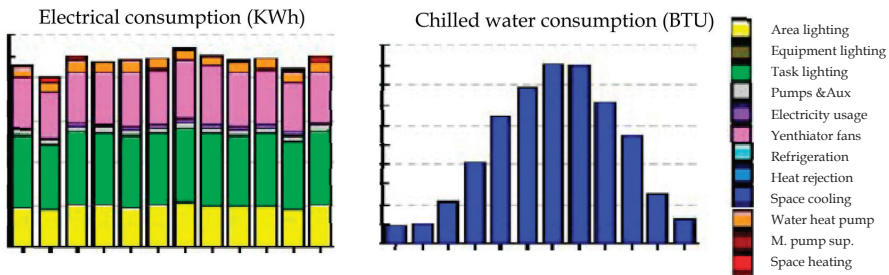 Electrical consumption (KWh)
Chilled water consumption (BTU)
Area lighting
Equipment lighting
Task lighting
Pumps &Aux
Electricity usage
Yenthiator fans
Refrigeration
Heat rejection
Space cooling
Water heat pump
M. pump sup.
Space heating